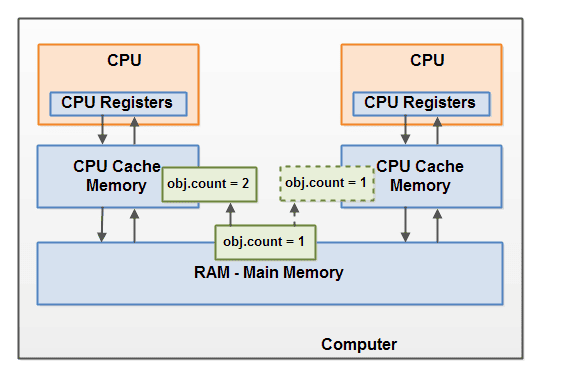 CPU
CPU
CPU Registers
CPU Registers
CPU Cache
Memory
CPU Cache
Memory
obj.count = 2
obj.count = 1
obj.count = 1
RAM - Main Memory
Computer